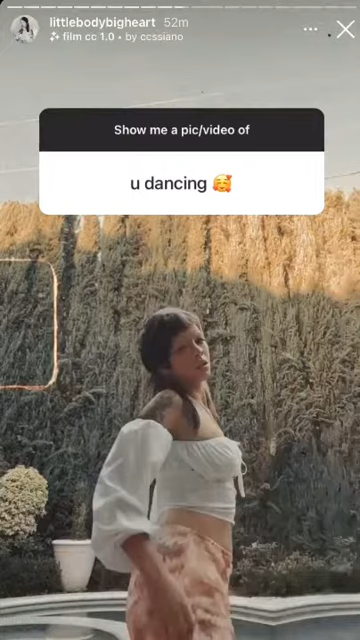 littlebodybigheart 52m
film cc 1.0 • by ccssiano
Show me a pic/video of
u dancing 🥰